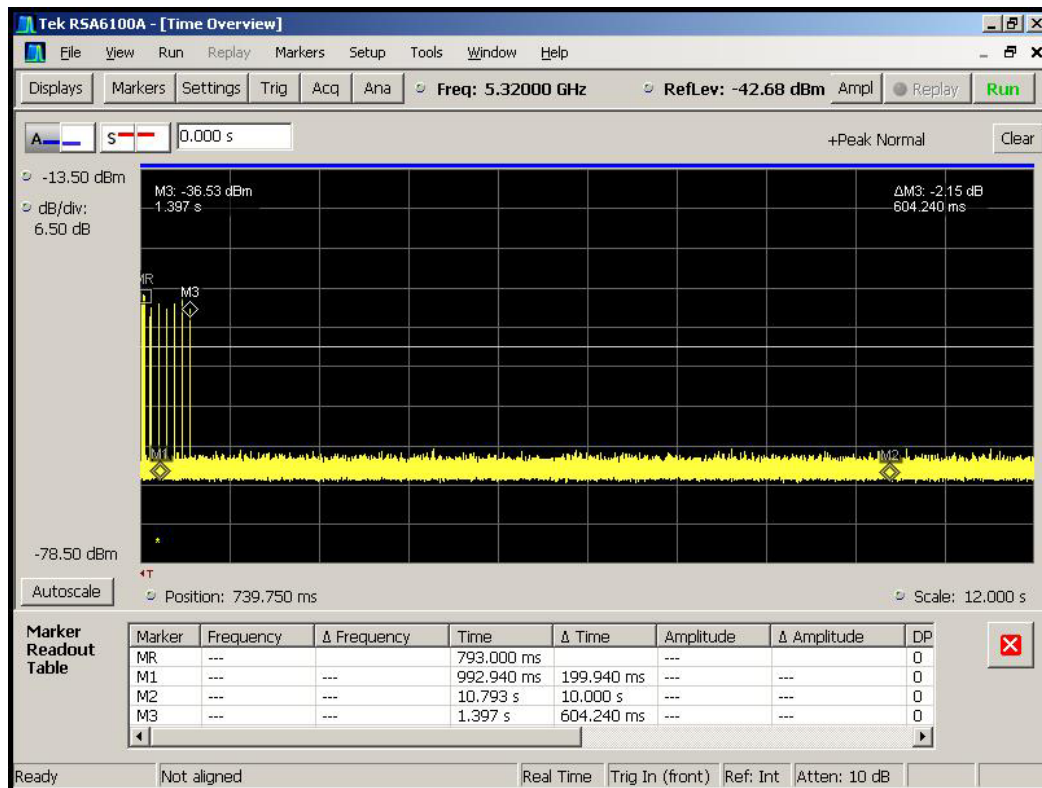 Tek RSA6100A - [Time Overview]
File View Run Replay Markers Setup Tools Window Help
Displays Markers Settings Trig Acq Ana Freq: 5.32000 GHz RefLev: -42.68 dBm Ampl Replay Run
A S 0.000 s +Peak Normal Clear
-13.50 dBm
dB/div:
6.50 dB
M3: -36.53 dBm
1.397 s
ΔM3: -2.15 dB
604.240 ms
MR
M3
M1
M2
-78.50 dBm
T
Autoscale Position: 739.750 ms Scale: 12.000 s
Marker
Readout
Table
Marker Frequency Δ Frequency Time Δ Time Amplitude Δ Amplitude DP
MR --- 793.000 ms --- 0
M1 --- --- 992.940 ms 199.940 ms --- --- 0
M2 --- --- 10.793 s 10.000 s --- --- 0
M3 --- --- 1.397 s 604.240 ms --- --- 0
Ready Not aligned Real Time Trig In (front) Ref: Int Atten: 10 dB